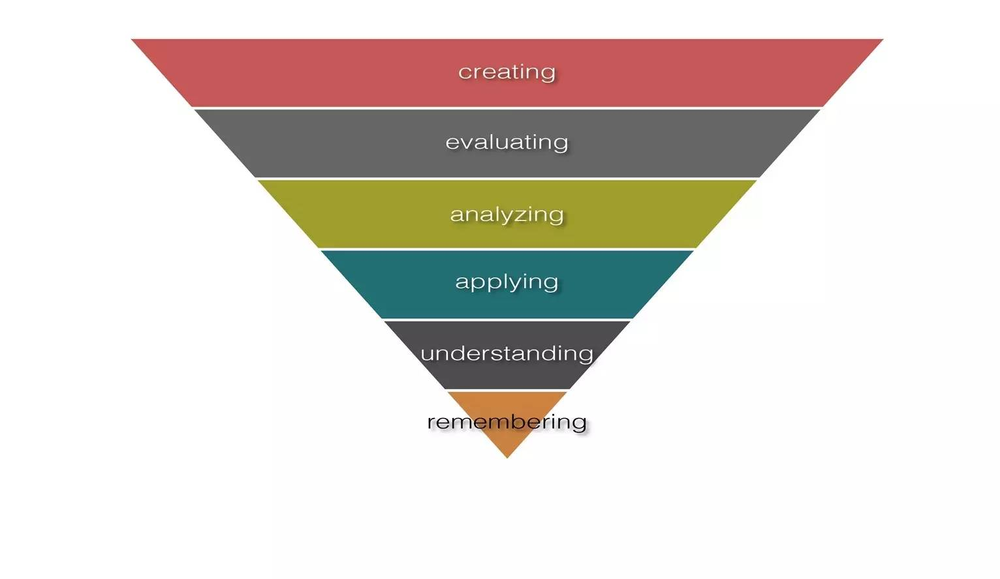 creating
evaluating
analyzing
applying
understanding
remembering